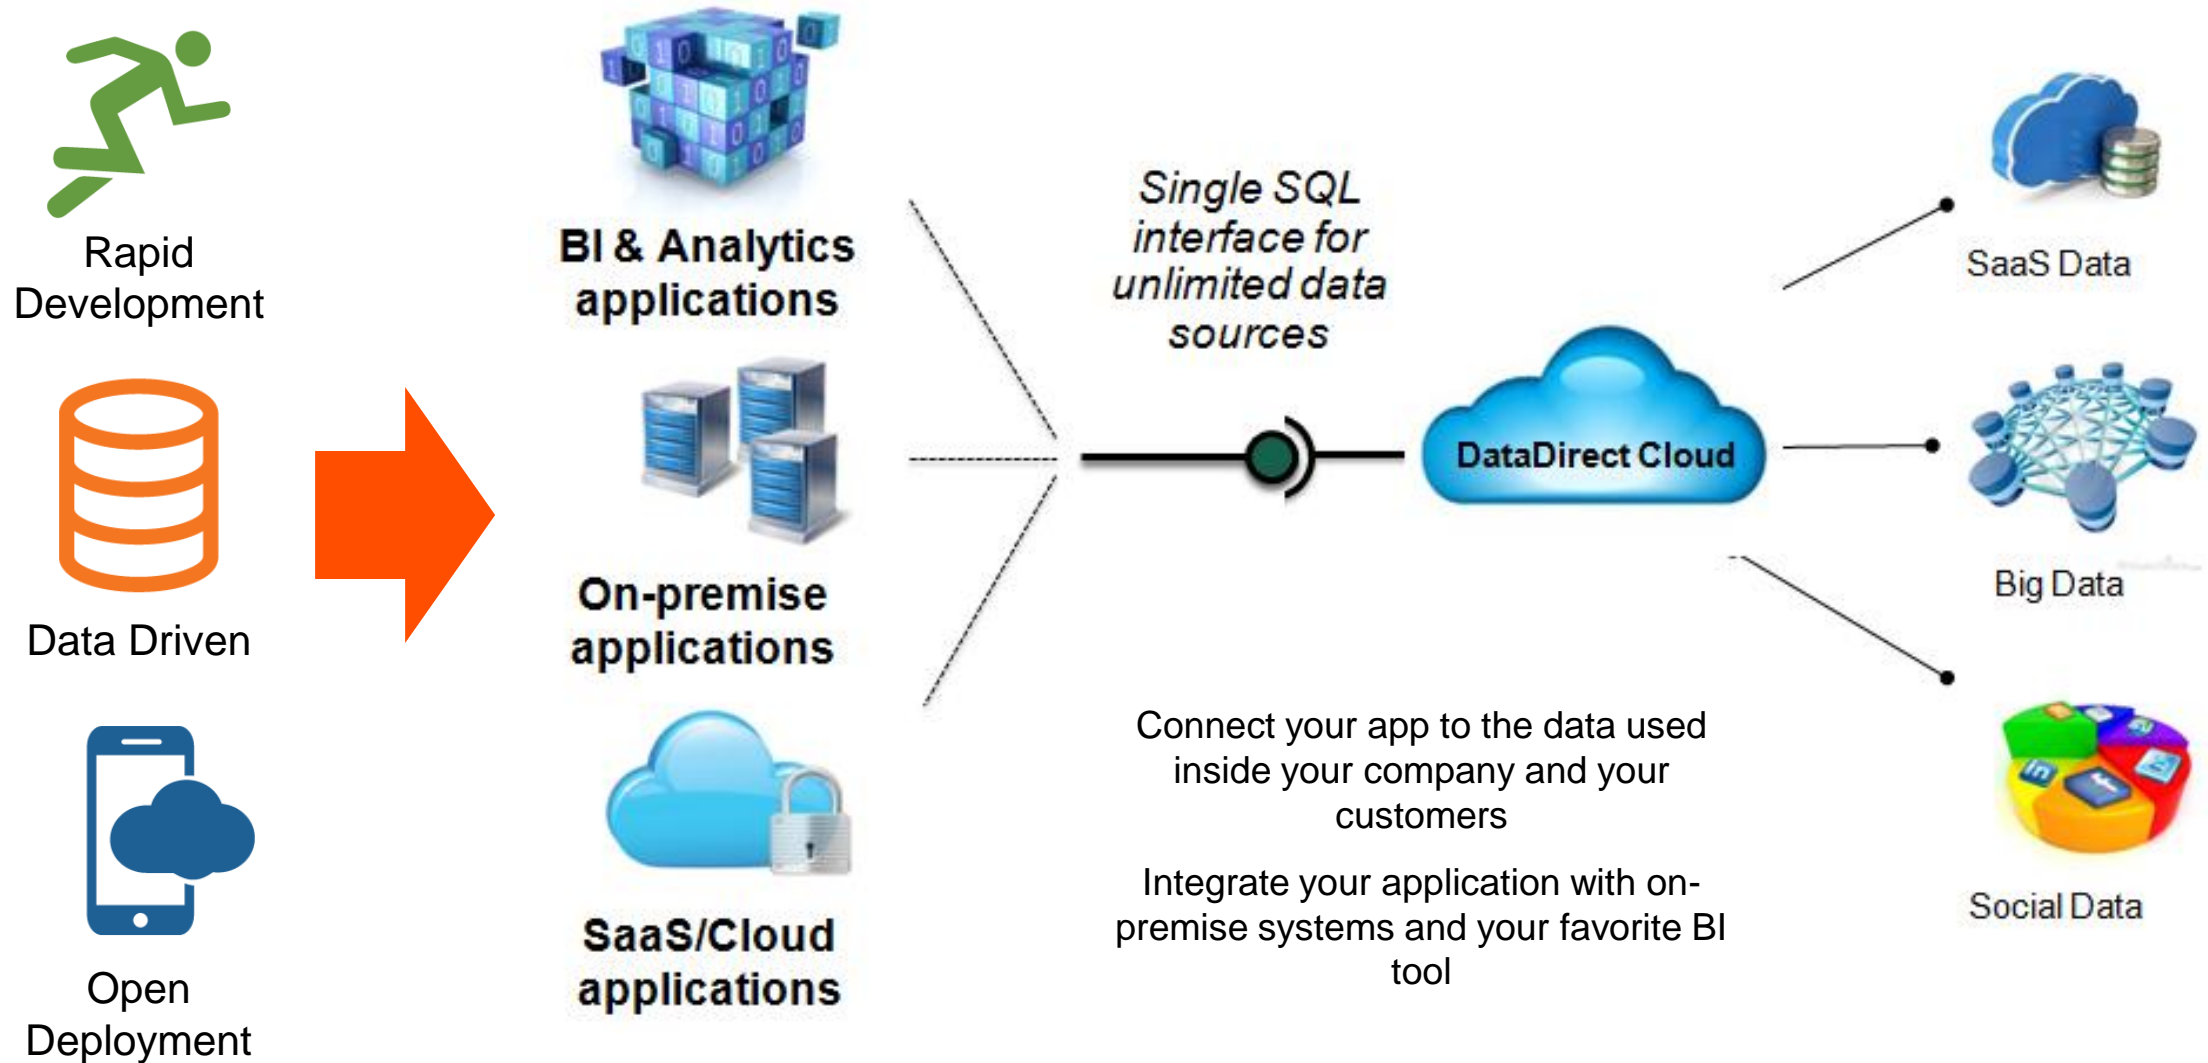 Rapid
Development
Data Driven
Open
Deployment
BI & Analytics
applications
On-premise
applications
SaaS/Cloud
applications
Single SQL
interface for
unlimited data
sources
DataDirect Cloud
SaaS Data
Big Data
Social Data
Connect your app to the data used
inside your company and your
customers
Integrate your application with on-
premise systems and your favorite BI
tool